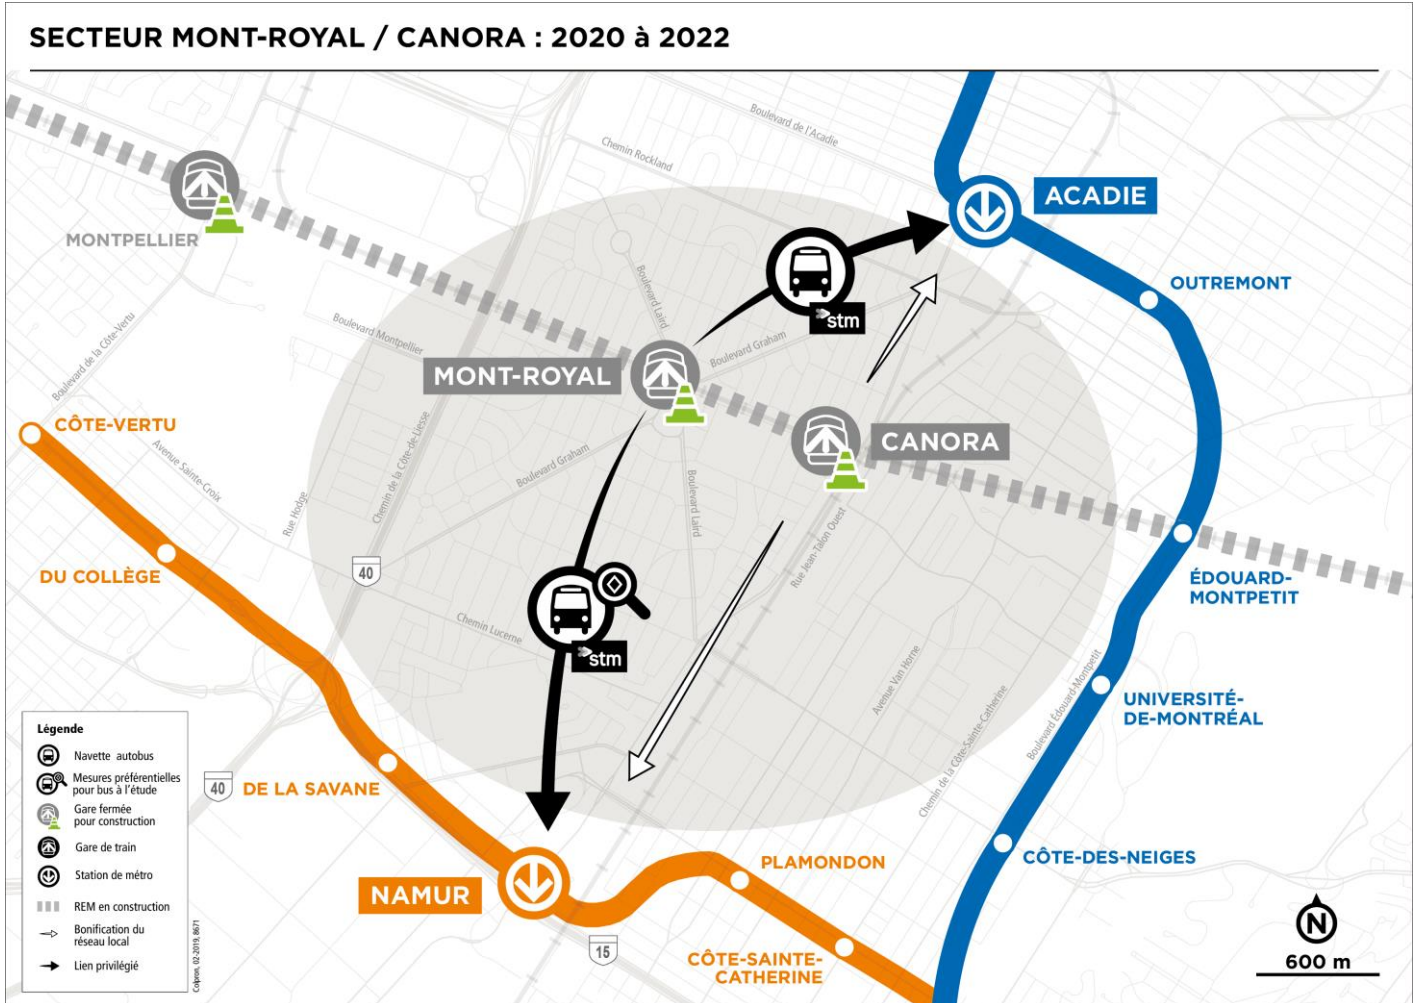 SECTEUR MONT-ROYAL / CANORA : 2020 à 2022
Boulevard de l'Acadie
Chemin Rockland
ACADIE
MONTPELLIER
OUTREMONT
Boulevard Laird
stm
Boulevard de la Côte-Vertu
Boulevard Montpellier
Boulevard Graham
MONT-ROYAL
CANORA
CÔTE-VERTU
Avenue Sainte-Croix
Rue Hodge
Chemin de la Côte-de-Liesse
Boulevard Graham
Boulevard Laird
Rue Jean-Talon Ouest
DU COLLÈGE
40
ÉDOUARD-
MONTPETIT
Chemin Lucerne
stm
Avenue Van Horne
Chemin de la Côte-Sainte-Catherine
Boulevard Édouard-Montpetit
UNIVERSITÉ-
DE-MONTRÉAL
40
DE LA SAVANE
PLAMONDON
CÔTE-DES-NEIGES
NAMUR
15
CÔTE-SAINTE-
CATHERINE
N
600 m
Légende
Navette autobus
Mesures préférentielles
pour bus à l'étude
Gare fermée
pour construction
Gare de train
Station de métro
REM en construction
Bonification du
réseau local
Lien privilégié
Colpron, 02-2019, 8671